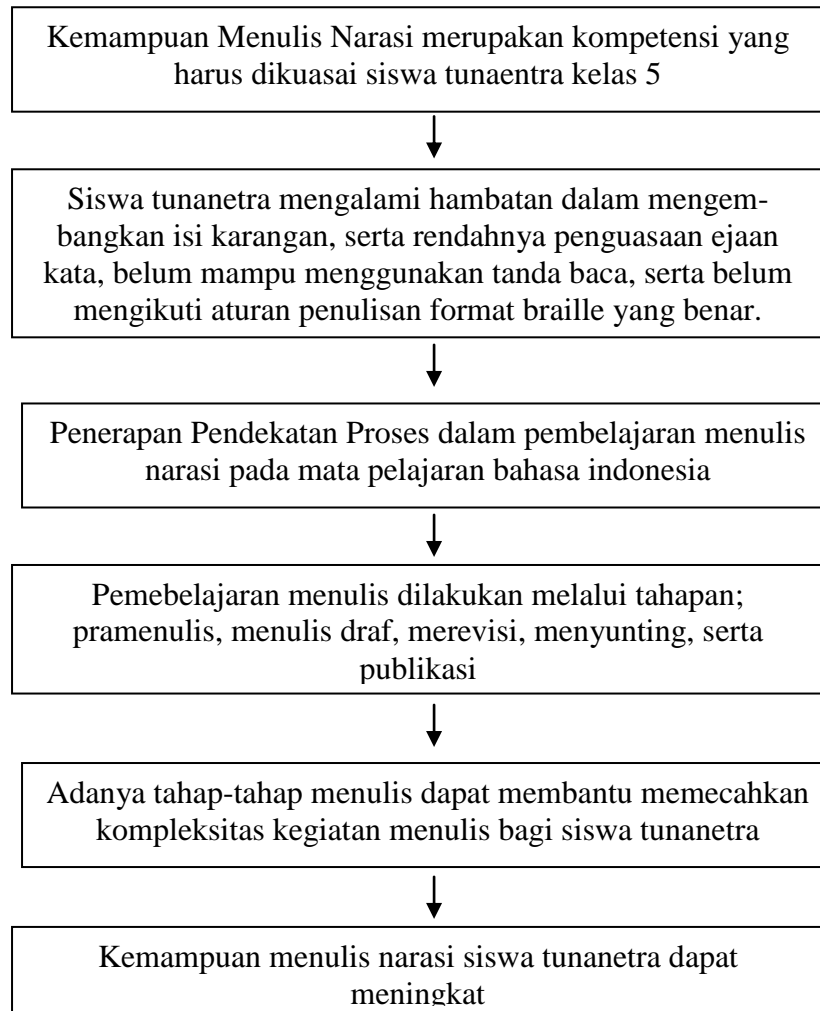 Kemampuan Menulis Narasi merupakan kompetensi yang
harus dikuasai siswa tunaentra kelas 5
Siswa tunanetra mengalami hambatan dalam mengem-
bangkan isi karangan, serta rendahnya penguasaan ejaan
kata, belum mampu menggunakan tanda baca, serta belum
mengikuti aturan penulisan format braille yang benar.
Penerapan Pendekatan Proses dalam pembelajaran menulis
narasi pada mata pelajaran bahasa indonesia
Pemebelajaran menulis dilakukan melalui tahapan;
pramenulis, menulis draf, merevisi, menyunting, serta
publikasi
Adanya tahap-tahap menulis dapat membantu memecahkan
kompleksitas kegiatan menulis bagi siswa tunanetra
Kemampuan menulis narasi siswa tunanetra dapat
meningkat